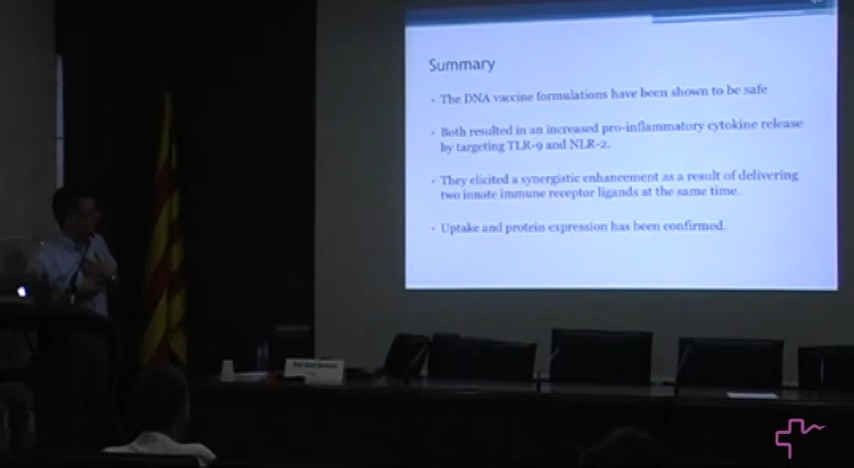 Summary
• The DNA vaccine formulations have been shown to be safe
• Both resulted in an increased pro-inflammatory cytokine release
by targeting TLR-9 and NLR-2.
• They elicited a synergistic enhancement as a result of delivering
two innate immune receptor ligands at the same time.
• Uptake and protein expression has been confirmed.